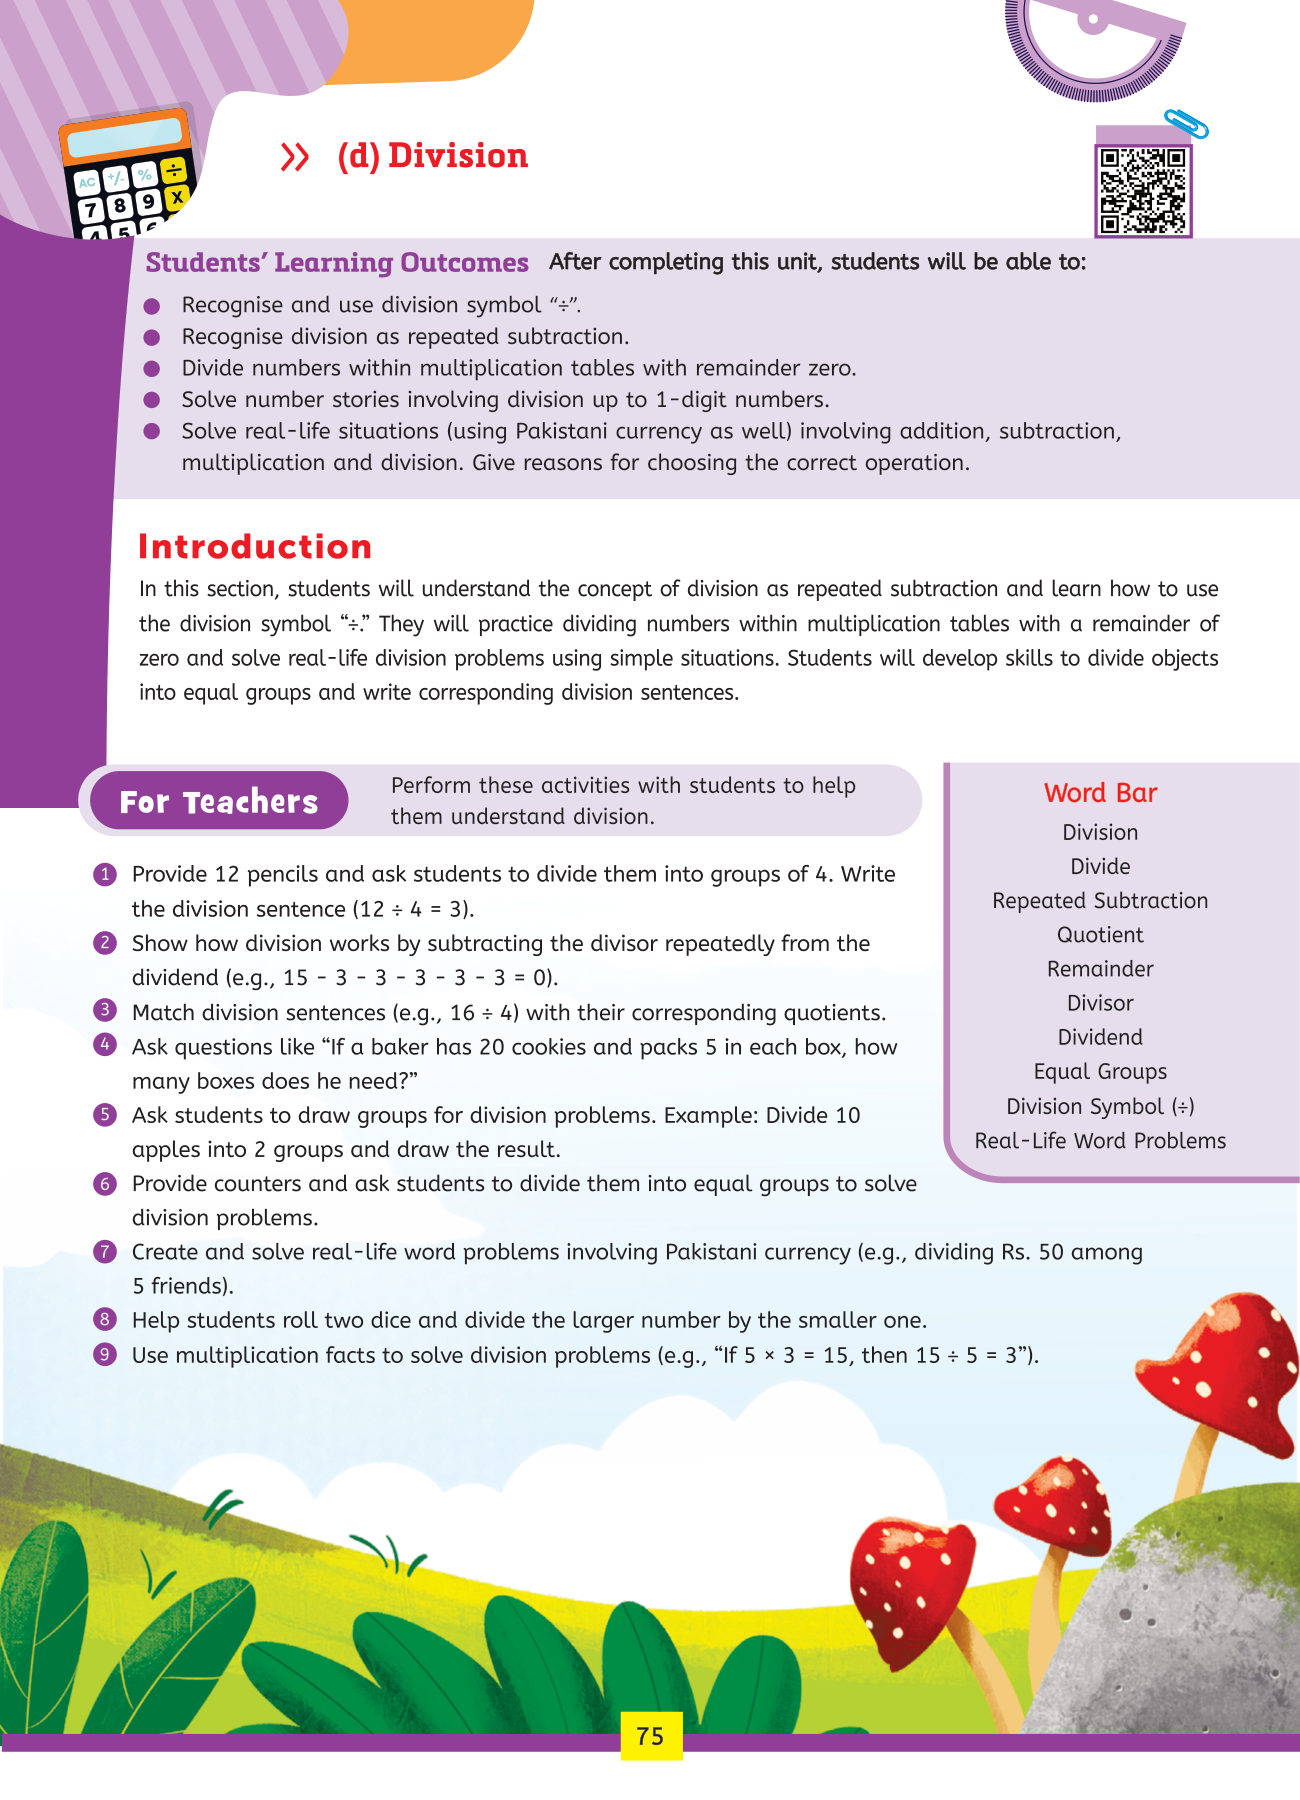 AC +/- % ÷
7 8 9 X
4 5 6
(d) Division
Students’ Learning Outcomes After completing this unit, students will be able to:
Recognise and use division symbol “÷”.
Recognise division as repeated subtraction.
Divide numbers within multiplication tables with remainder zero.
Solve number stories involving division up to 1-digit numbers.
Solve real-life situations (using Pakistani currency as well) involving addition, subtraction,
multiplication and division. Give reasons for choosing the correct operation.
Introduction
In this section, students will understand the concept of division as repeated subtraction and learn how to use
the division symbol “÷.” They will practice dividing numbers within multiplication tables with a remainder of
zero and solve real-life division problems using simple situations. Students will develop skills to divide objects
into equal groups and write corresponding division sentences.
For Teachers
Perform these activities with students to help
them understand division.
1 Provide 12 pencils and ask students to divide them into groups of 4. Write
the division sentence (12 ÷ 4 = 3).
2 Show how division works by subtracting the divisor repeatedly from the
dividend (e.g., 15 - 3 - 3 - 3 - 3 - 3 = 0).
3 Match division sentences (e.g., 16 ÷ 4) with their corresponding quotients.
4 Ask questions like “If a baker has 20 cookies and packs 5 in each box, how
many boxes does he need?”
5 Ask students to draw groups for division problems. Example: Divide 10
apples into 2 groups and draw the result.
6 Provide counters and ask students to divide them into equal groups to solve
division problems.
7 Create and solve real-life word problems involving Pakistani currency (e.g., dividing Rs. 50 among
5 friends).
8 Help students roll two dice and divide the larger number by the smaller one.
9 Use multiplication facts to solve division problems (e.g., “If 5 × 3 = 15, then 15 ÷ 5 = 3”).
Word Bar
Division
Divide
Repeated Subtraction
Quotient
Remainder
Divisor
Dividend
Equal Groups
Division Symbol (÷)
Real-Life Word Problems
75